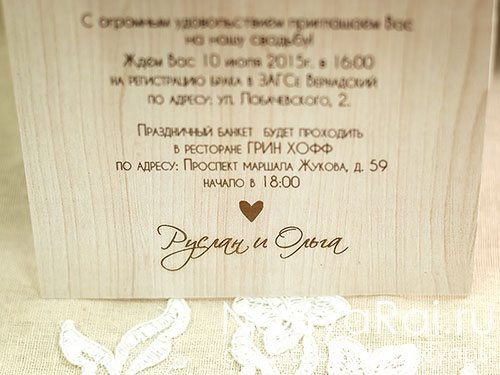 С огромным удовольствием приглашаем Вас
на нашу свадьбу!
Ждем Вас 10 июля 2015г. в 16:00
на регистрацию брака в ЗАГСе Вернадский
по адресу: ул. Лобачевского, 2.
Праздничный банкет будет проходить
в ресторане ГРИН ХОФФ
по адресу: Проспект маршала Жукова, д. 59
начало в 18:00
Руслан и Ольга